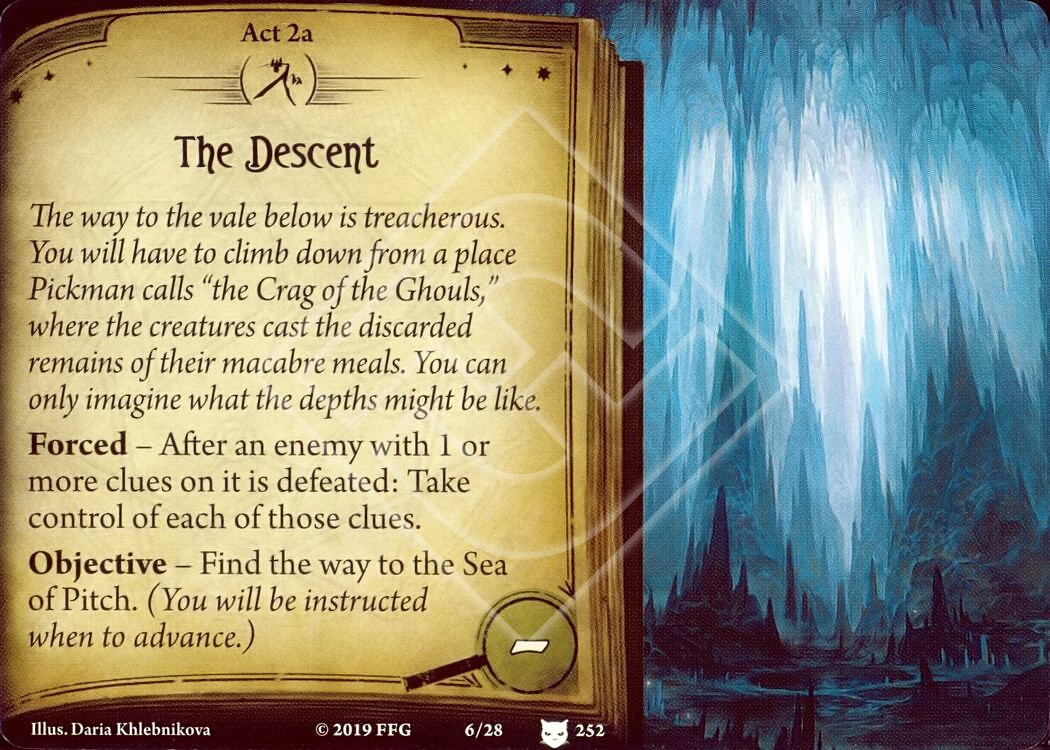 Act 2a
The Descent
The way to the vale below is treacherous.
You will have to climb down from a place
Pickman calls “the Crag of the Ghouls,”
where the creatures cast the discarded
remains of their macabre meals. You can
only imagine what the depths might be like.
Forced – After an enemy with 1 or
more clues on it is defeated: Take
control of each of those clues.
Objective – Find the way to the Sea
of Pitch. (You will be instructed
when to advance.)
–
Illus. Daria Khlebnikova © 2019 FFG 6/28 252